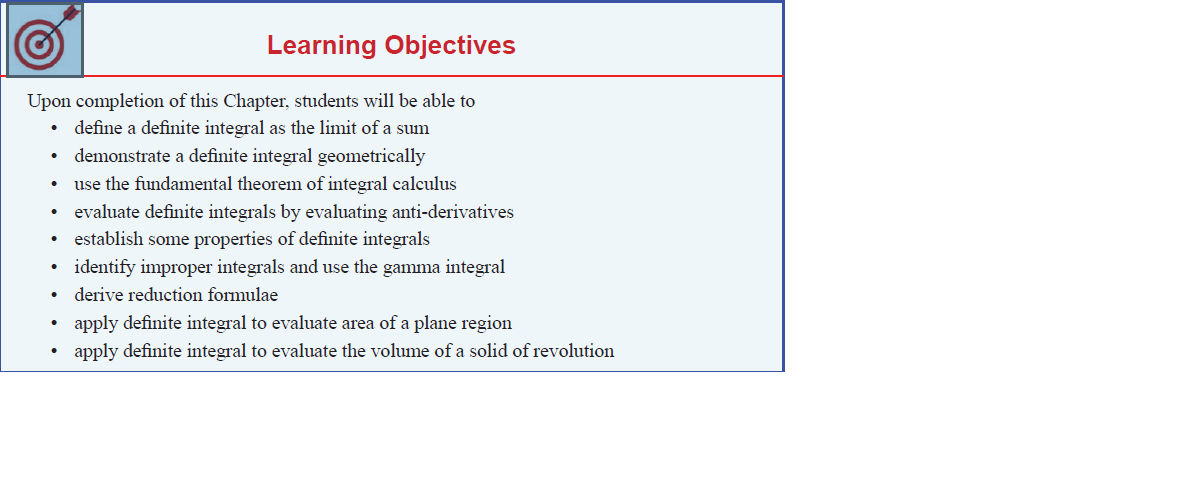 Learning Objectives
Upon completion of this Chapter, students will be able to
• define a definite integral as the limit of a sum
• demonstrate a definite integral geometrically
• use the fundamental theorem of integral calculus
• evaluate definite integrals by evaluating anti-derivatives
• establish some properties of definite integrals
• identify improper integrals and use the gamma integral
• derive reduction formulae
• apply definite integral to evaluate area of a plane region
• apply definite integral to evaluate the volume of a solid of revolution